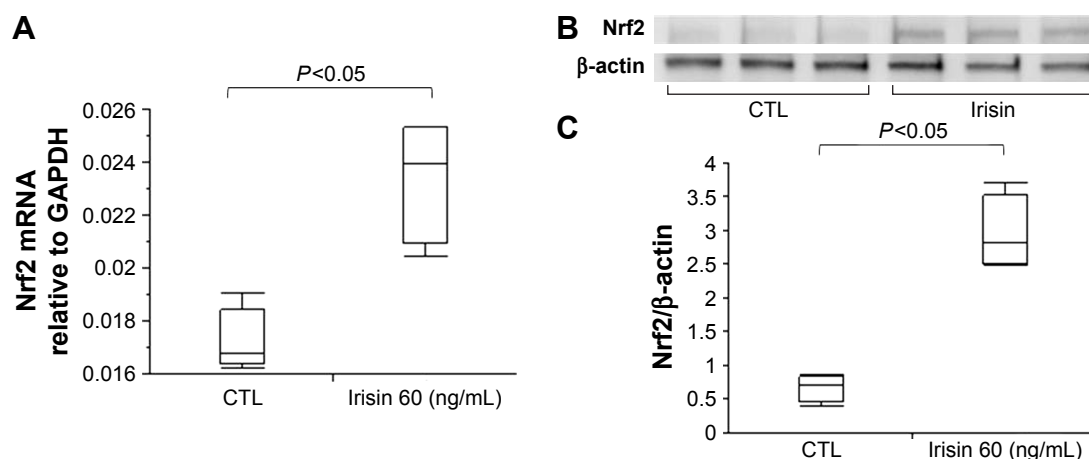 A
Nrf2 mRNA
relative to GAPDH
P<0.05
0.026
0.024
0.022
0.02
0.018
0.016
CTL
Irisin 60 (ng/mL)
B
Nrf2
β-actin
CTL
Irisin
C
Nrf2/β-actin
P<0.05
4
3.5
3
2.5
2
1.5
1
0.5
0
CTL
Irisin 60 (ng/mL)